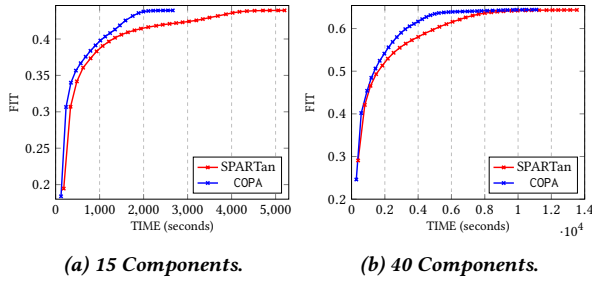 0.4
0.35
0.3
0.25
0.2
FIT
0 1,000 2,000 3,000 4,000 5,000
TIME (seconds)
SPARTan
COPA
(a) 15 Components.
0.6
0.5
0.4
0.3
0.2
FIT
0 0.2 0.4 0.6 0.8 1 1.2 1.4
·10⁴
TIME (seconds)
SPARTan
COPA
(b) 40 Components.